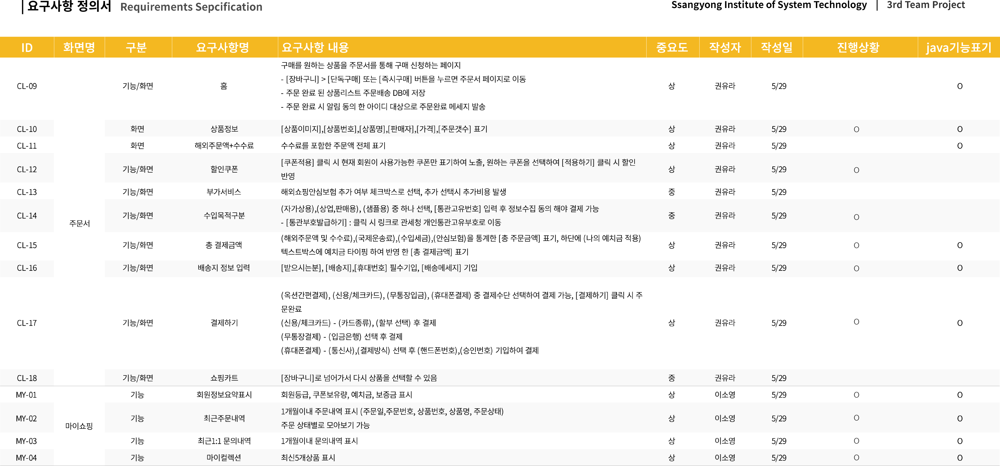 요구사항 정의서 Requirements Sepcification
Ssangyong Institute of System Technology | 3rd Team Project
ID 화면명 구분 요구사항명 요구사항 내용 중요도 작성자 작성일 진행상황 java기능표기
구매를 원하는 상품을 주문서를 통해 구매 신청하는 페이지
- [장바구니] > [단독구매] 또는 [즉시구매] 버튼을 누르면 주문서 페이지로 이동
CL-09 기능/화면 홈 상 권유라 5/29 O
- 주문 완료 된 상품리스트 주문배송 DB에 저장
- 주문 완료 시 알림 동의 한 아이디 대상으로 주문완료 메세지 발송
CL-10 화면 상품정보 [상품이미지],[상품번호],[상품명],[판매자],[가격],[주문갯수] 표기 상 권유라 5/29 O O
CL-11 화면 해외주문액+수수료 수수료를 포함한 주문액 전체 표기 상 권유라 5/29 O
[쿠폰적용] 클릭 시 현재 회원이 사용가능한 쿠폰만 표기하여 노출, 원하는 쿠폰을 선택하여 [적용하기] 클릭 시 할인
CL-12 기능/화면 할인쿠폰 상 권유라 5/29 O
반영
CL-13 기능/화면 부가서비스 해외쇼핑안심보험 추가 여부 체크박스로 선택, 추가 선택시 추가비용 발생 중 권유라 5/29
(자가상용),(상업,판매용), (샘플용) 중 하나 선택, [통관고유번호] 입력 후 정보수집 동의 해야 결제 가능
CL-14 기능/화면 수입목적구분 중 권유라 5/29 O
- [통관부호발급하기] : 클릭 시 링크로 관세청 개인통관고유부호로 이동
주문서
(해외주문액 및 수수료),(국제운송료),(수입세금),(안심보험)을 통계한 [총 주문금액] 표기, 하단에 (나의 예치금 적용)
CL-15 기능/화면 총 결제금액 상 권유라 5/29 O O
텍스트박스에 예치금 타이핑 하여 반영 한 [총 결제금액] 표기
CL-16 기능/화면 배송지 정보 입력 [받으시는분], [배송지],[휴대번호] 필수기입, [배송메세지] 기입 상 권유라 5/29 O O
(옥션간편결제), (신용/체크카드), (무통장입금), (휴대폰결제) 중 결제수단 선택하여 결제 가능, [결제하기] 클릭 시 주
문완료
CL-17 기능/화면 결제하기 (신용/체크카드) - (카드종류), (할부 선택) 후 결제 상 권유라 5/29 O O
(무통장결제) - (입금은행) 선택 후 결제
(휴대폰결제) - (통신사),(결제방식) 선택 후 (핸드폰번호),(승인번호) 기입하여 결제
CL-18 기능/화면 쇼핑카트 [장바구니]로 넘어가서 다시 상품을 선택할 수 있음 중 권유라 5/29
MY-01 기능 회원정보요약표시 회원등급, 쿠폰보유량, 예치금, 보증금 표시 상 이소영 5/29 O O
1개월이내 주문내역 표시 (주문일,주문번호, 상품번호, 상품명, 주문상태)
MY-02 기능 최근주문내역 상 이소영 5/29 O O
주문 상태별로 모아보기 가능
마이쇼핑
MY-03 기능 최근1:1 문의내역 1개월이내 문의내역 표시 상 이소영 5/29 O O
MY-04 기능 마이컬렉션 최신5개상품 표시 상 이소영 5/29 O O